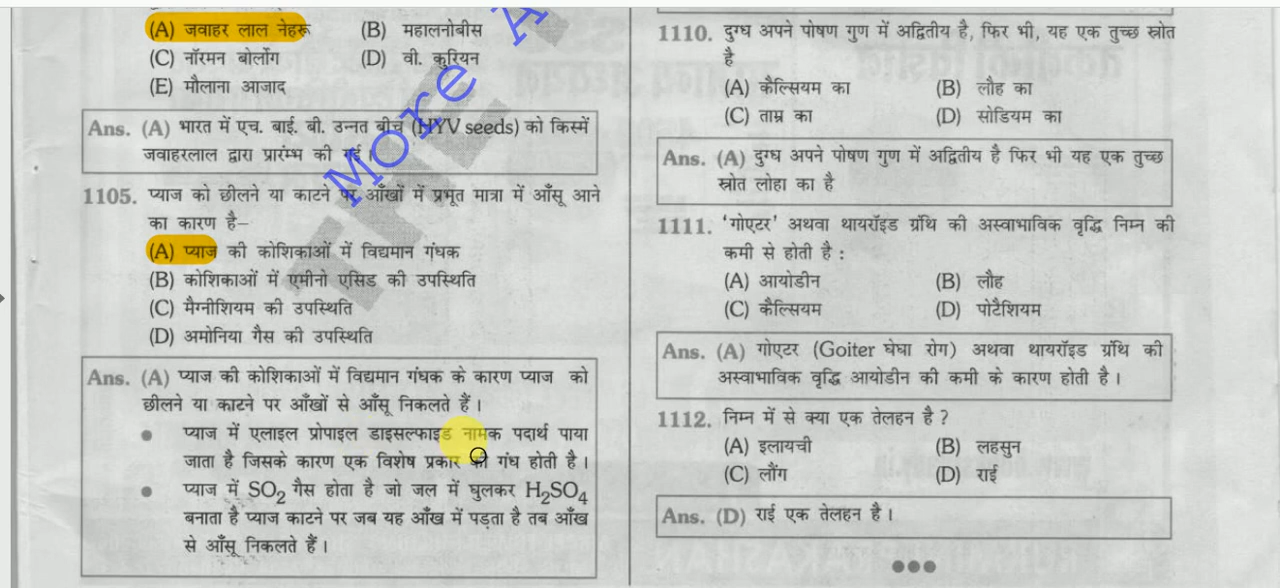 (A) जवाहर लाल नेहरू (B) महालनोबीस
(C) नॉरमन बोर्लोग (D) वी. कुरियन
(E) मौलाना आजाद
Ans. (A) भारत में एच. बाई. बी. उन्नत बीच (HYV seeds) को किस्में
जवाहरलाल द्वारा प्रारंम्भ की गई।
1105. प्याज को छीलने या काटने पर आँखों में प्रभूत मात्रा में आँसू आने
का कारण है–
(A) प्याज की कोशिकाओं में विद्यमान गंधक
(B) कोशिकाओं में एमीनो एसिड की उपस्थिति
(C) मैग्नीशियम की उपस्थिति
(D) अमोनिया गैस की उपस्थिति
Ans. (A) प्याज की कोशिकाओं में विद्यमान गंधक के कारण प्याज को
छीलने या काटने पर आँखों से आँसू निकलते हैं।
● प्याज में एलाइल प्रोपाइल डाइसल्फाइड नामक पदार्थ पाया
जाता है जिसके कारण एक विशेष प्रकार की गंध होती है।
● प्याज में SO2 गैस होता है जो जल में घुलकर H2SO4
बनाता है प्याज काटने पर जब यह आँख में पड़ता है तब आँख
से आँसू निकलते हैं।
More A
THE
1110. दुग्ध अपने पोषण गुण में अद्वितीय है, फिर भी, यह एक तुच्छ स्रोत
है
(A) कैल्सियम का (B) लौह का
(C) ताम्र का (D) सोडियम का
Ans. (A) दुग्ध अपने पोषण गुण में अद्वितीय है फिर भी यह एक तुच्छ
स्रोत लोहा का है
1111. ‘गोएटर’ अथवा थायरॉइड ग्रंथि की अस्वाभाविक वृद्धि निम्न की
कमी से होती है :
(A) आयोडीन (B) लौह
(C) कैल्सियम (D) पोटैशियम
Ans. (A) गोएटर (Goiter घेघा रोग) अथवा थायरॉइड ग्रंथि की
अस्वाभाविक वृद्धि आयोडीन की कमी के कारण होती है।
1112. निम्न में से क्या एक तेलहन है ?
(A) इलायची (B) लहसुन
(C) लौंग (D) राई
Ans. (D) राई एक तेलहन है।